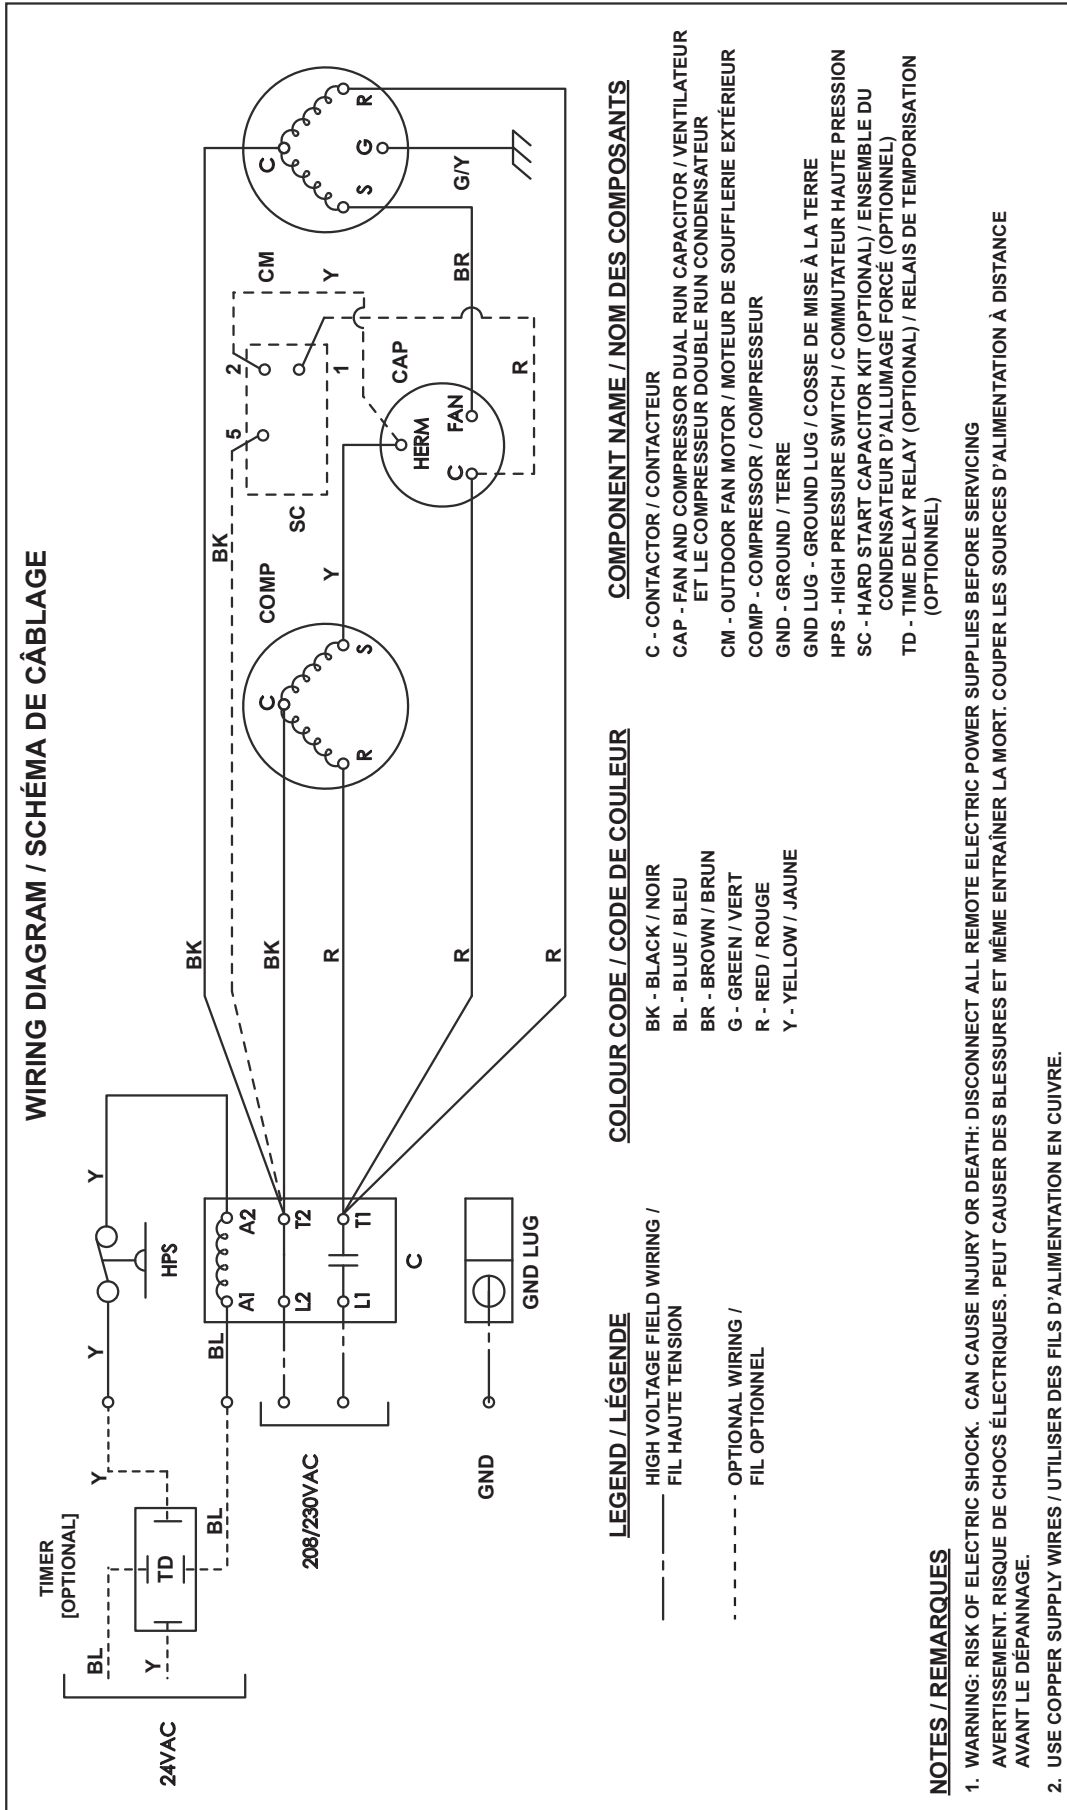 WIRING DIAGRAM / SCHÉMA DE CÂBLAGE
TIMER
[OPTIONAL]
24VAC
BL
Y
TD
Y
BL
Y
Y
HPS
BL
A1
A2
L2
T2
L1
T1
C
208/230VAC
GND
GND LUG
BK
BK
BK
R
R
R
COMP
C
R
S
Y
SC
5
2
1
CM
Y
CAP
HERM
C
FAN
R
BR
G/Y
C
S
G
R
LEGEND / LÉGENDE
HIGH VOLTAGE FIELD WIRING /
FIL HAUTE TENSION
OPTIONAL WIRING /
FIL OPTIONNEL
COLOUR CODE / CODE DE COULEUR
BK - BLACK / NOIR
BL - BLUE / BLEU
BR - BROWN / BRUN
G - GREEN / VERT
R - RED / ROUGE
Y - YELLOW / JAUNE
COMPONENT NAME / NOM DES COMPOSANTS
C - CONTACTOR / CONTACTEUR
CAP - FAN AND COMPRESSOR DUAL RUN CAPACITOR / VENTILATEUR
ET LE COMPRESSEUR DOUBLE RUN CONDENSATEUR
CM - OUTDOOR FAN MOTOR / MOTEUR DE SOUFFLERIE EXTÉRIEUR
COMP - COMPRESSOR / COMPRESSEUR
GND - GROUND / TERRE
GND LUG - GROUND LUG / COSSE DE MISE À LA TERRE
HPS - HIGH PRESSURE SWITCH / COMMUTATEUR HAUTE PRESSION
SC - HARD START CAPACITOR KIT (OPTIONAL) / ENSEMBLE DU
CONDENSATEUR D'ALLUMAGE FORCÉ (OPTIONNEL)
TD - TIME DELAY RELAY (OPTIONAL) / RELAIS DE TEMPORISATION
(OPTIONNEL)
NOTES / REMARQUES
1. WARNING: RISK OF ELECTRIC SHOCK. CAN CAUSE INJURY OR DEATH: DISCONNECT ALL REMOTE ELECTRIC POWER SUPPLIES BEFORE SERVICING
AVERTISSEMENT. RISQUE DE CHOCS ÉLECTRIQUES. PEUT CAUSER DES BLESSURES ET MÊME ENTRAÎNER LA MORT. COUPER LES SOURCES D'ALIMENTATION À DISTANCE
AVANT LE DÉPANNAGE.
2. USE COPPER SUPPLY WIRES / UTILISER DES FILS D'ALIMENTATION EN CUIVRE.